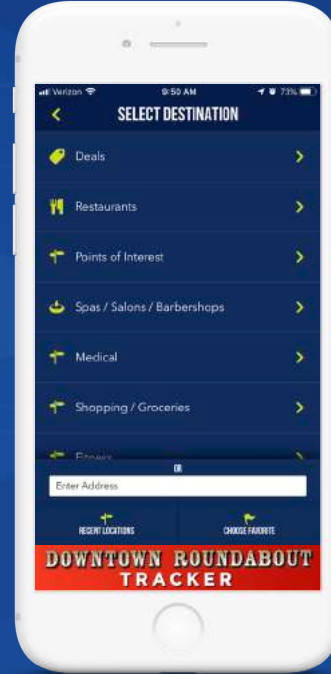 Verizon 9:50 AM 73%
SELECT DESTINATION
Deals
Restaurants
Points of Interest
Spas / Salons / Barbershops
Medical
Shopping / Groceries
Fitness
OR
Enter Address
RECENT LOCATIONS CHOOSE FAVORITE
DOWNTOWN ROUNDABOUT
TRACKER